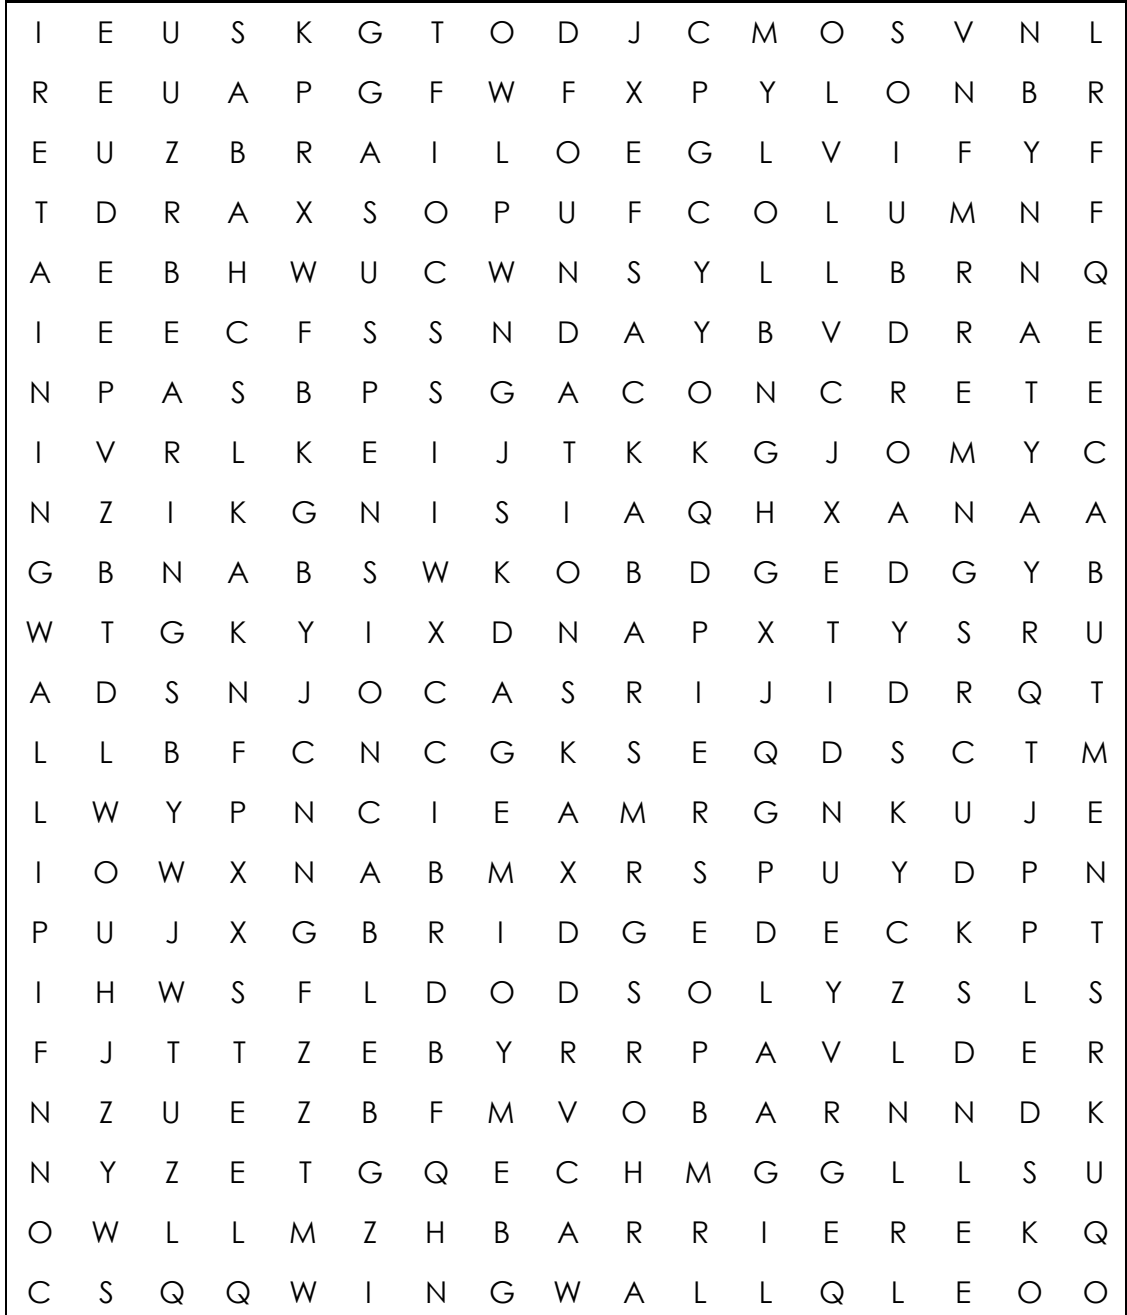 I E U S K G T O D J C M O S V N L
R E U A P G F W F X P Y L O N B R
E U Z B R A I L O E G L V I F Y F
T D R A X S O P U F C O L U M N F
A E B H W U C W N S Y L L B R N Q
I E E C F S S N D A Y B V D R A E
N P A S B P S G A C O N C R E T E
I V R L K E I J T K K G J O M Y C
N Z I K G N I S I A Q H X A N A A
G B N A B S W K O B D G E D G Y B
W T G K Y I X D N A P X T Y S R U
A D S N J O C A S R I J I D R Q T
L L B F C N C G K S E Q D S C T M
L W Y P N C I E A M R G N K U J E
I O W X N A B M X R S P U Y D P N
P U J X G B R I D G E D E C K P T
I H W S F L D O D S O L Y Z S L S
F J T T Z E B Y R R P A V L D E R
N Z U E Z B F M V O B A R N N D K
N Y Z E T G Q E C H M G G L L S U
O W L L M Z H B A R R I E R E K Q
C S Q Q W I N G W A L L Q L E O O